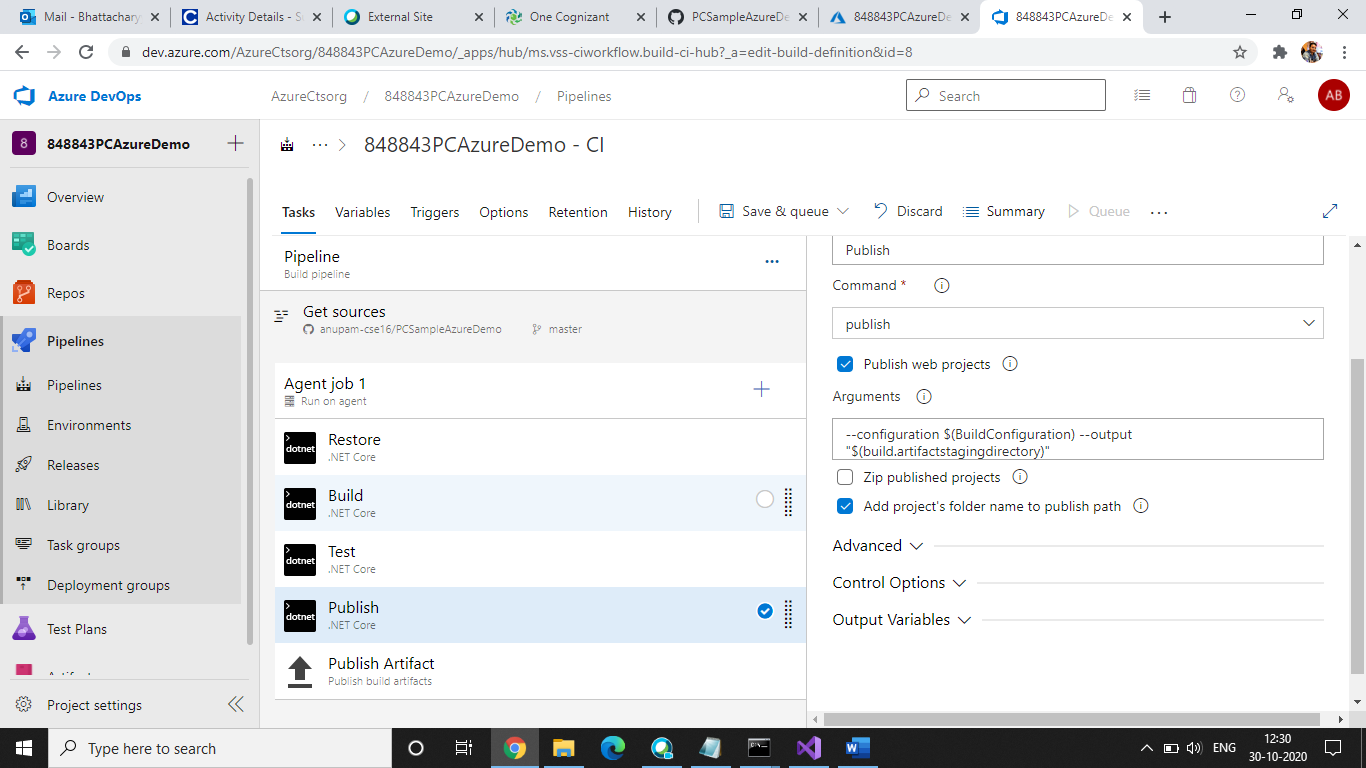 Mail - Bhattachary
Activity Details - S
External Site
One Cognizant
PCSampleAzureDe
848843PCAzureDe
848843PCAzureDe
dev.azure.com/AzureCtsorg/848843PCAzureDemo/_apps/hub/ms.vss-ciworkflow.build-ci-hub?_a=edit-build-definition&id=8
Azure DevOps
AzureCtsorg / 848843PCAzureDemo / Pipelines
Search
AB
8
848843PCAzureDemo
848843PCAzureDemo - CI
Overview
Boards
Repos
Pipelines
Pipelines
Environments
Releases
Library
Task groups
Deployment groups
Test Plans
Project settings
Tasks Variables Triggers Options Retention History
Save & queue Discard Summary Queue
Pipeline
Build pipeline
Get sources
anupam-cse16/PCSampleAzureDemo master
Agent job 1
Run on agent
dotnet
Restore
.NET Core
dotnet
Build
.NET Core
dotnet
Test
.NET Core
dotnet
Publish
.NET Core
Publish Artifact
Publish build artifacts
Publish
Command *
publish
Publish web projects
Arguments
--configuration $(BuildConfiguration) --output
"$(build.artifactstagingdirectory)"
Zip published projects
Add project's folder name to publish path
Advanced
Control Options
Output Variables
Type here to search
ENG
12:30
30-10-2020